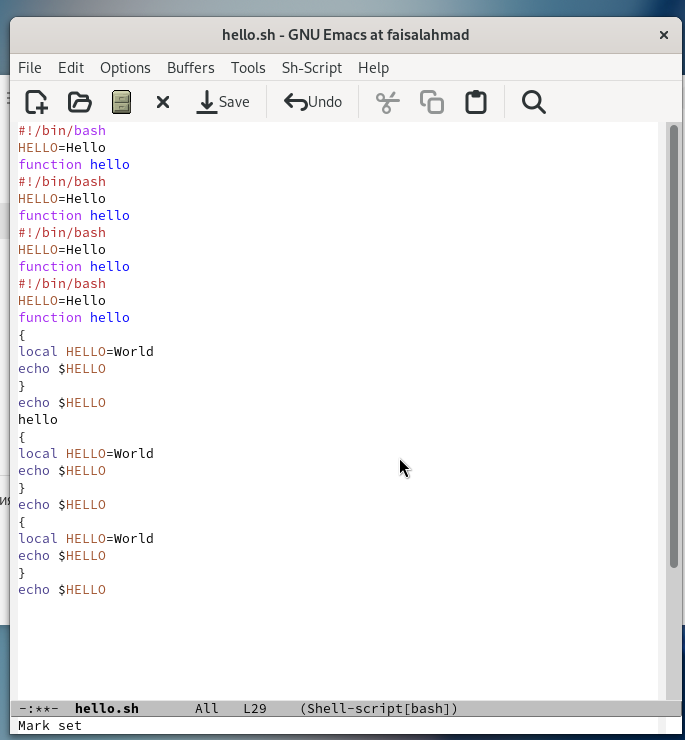 hello.sh - GNU Emacs at faisalahmad
File Edit Options Buffers Tools Sh-Script Help
Save Undo
#!/bin/bash
HELLO=Hello
function hello
#!/bin/bash
HELLO=Hello
function hello
#!/bin/bash
HELLO=Hello
function hello
#!/bin/bash
HELLO=Hello
function hello
{
local HELLO=World
echo $HELLO
}
echo $HELLO
hello
{
local HELLO=World
echo $HELLO
}
echo $HELLO
{
local HELLO=World
echo $HELLO
}
echo $HELLO
-:**- hello.sh All L29 (Shell-script[bash])
Mark set